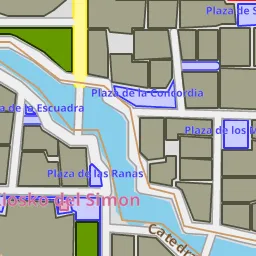 Plaza de S
Plaza de la Concordia
a de la Escuadra
Plaza de los M
Plaza de las Ranas
Kiosko del Simon
Catedra